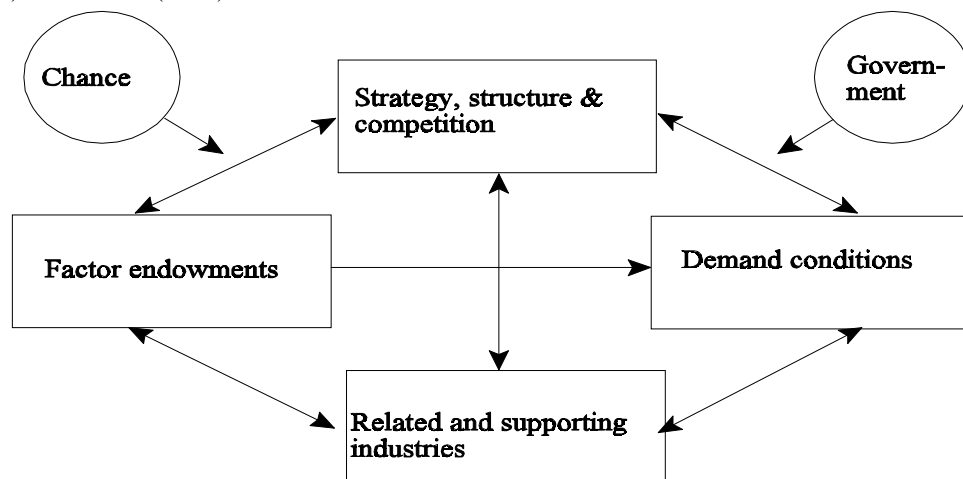 Chance
Govern-
ment
Strategy, structure &
competition
Factor endowments
Demand conditions
Related and supporting
industries